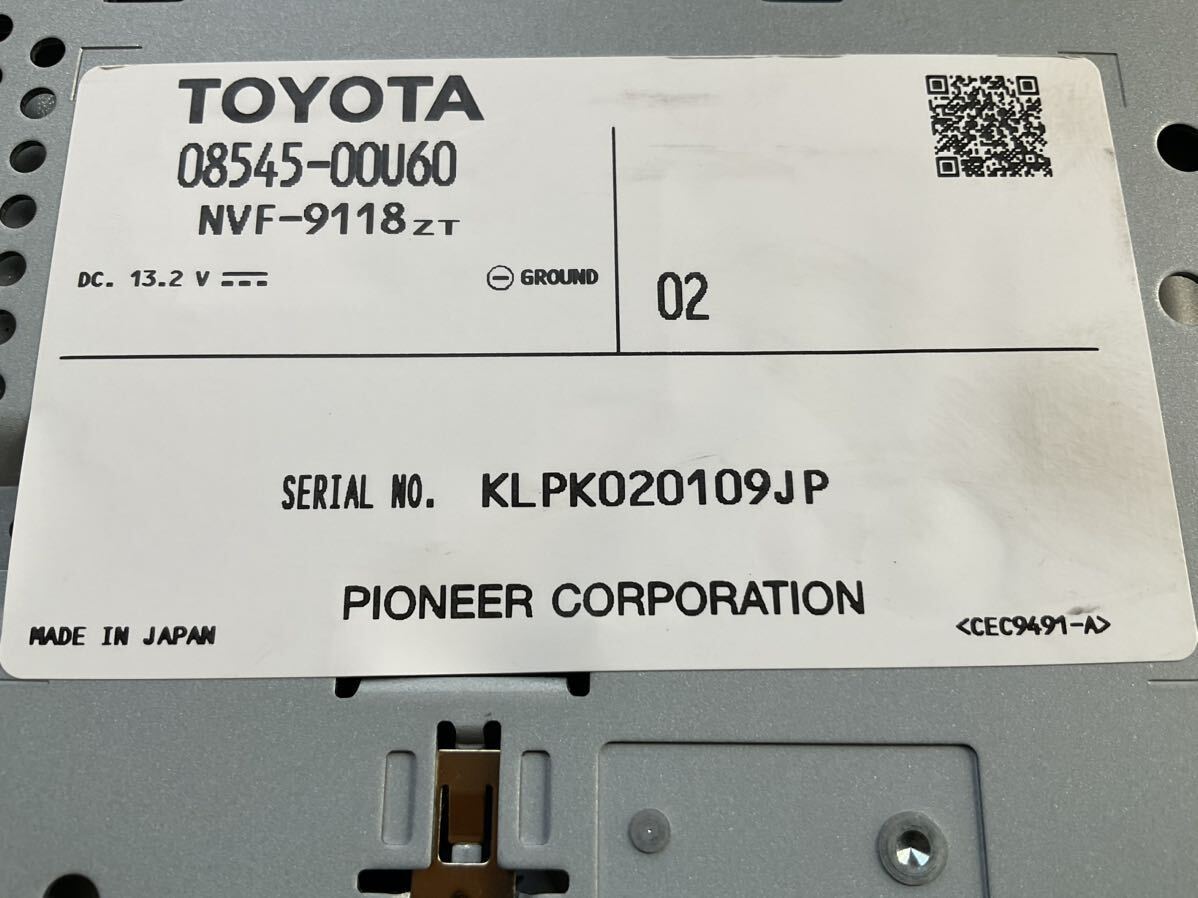 TOYOTA
08545-00U60
NVF-9118ZT
DC. 13.2 V
GROUND
02
SERIAL NO. KLPK020109JP
PIONEER CORPORATION
MADE IN JAPAN
<CEC9491-A>